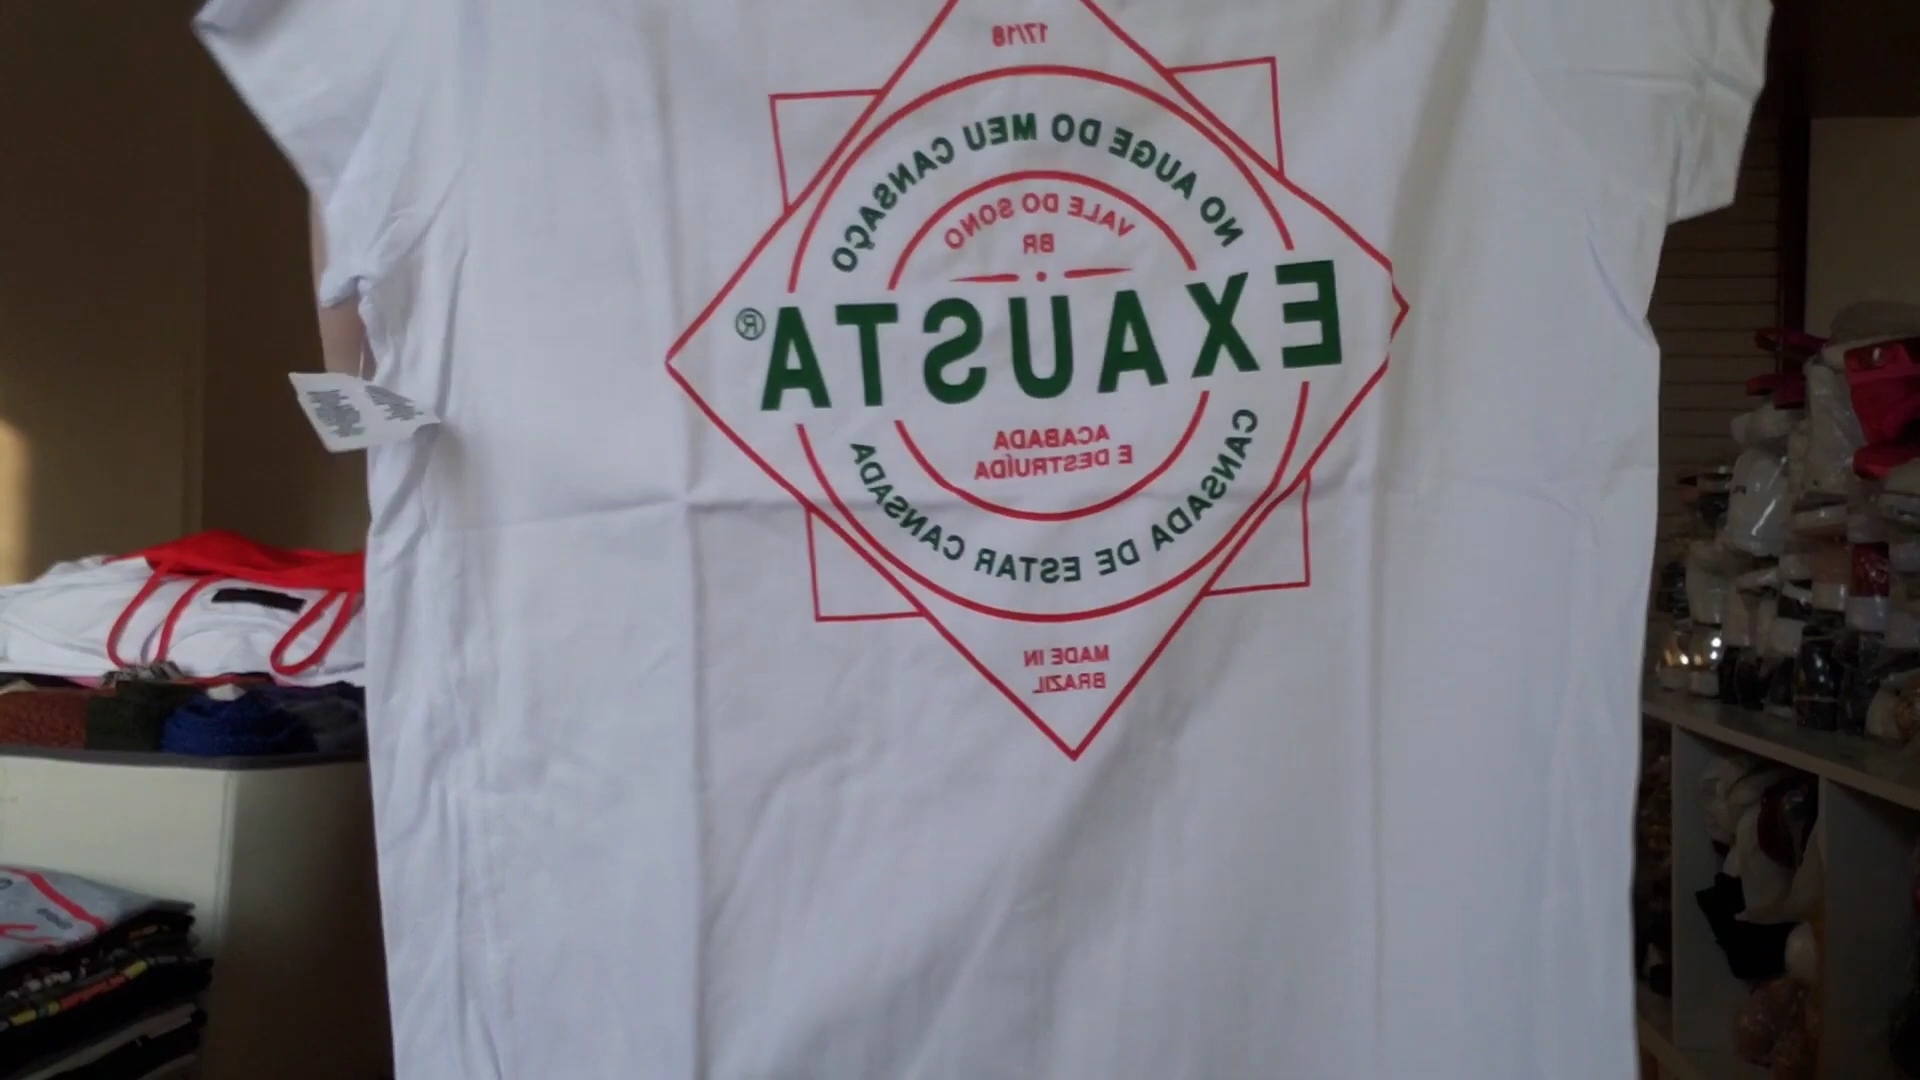 17/18
NO AUGE DO MEU CANSAÇO
VALE DO SONO
BR
EXAUSTA®
ACABADA
E DESTRUÍDA
CANSADA DE ESTAR CANSADA
MADE IN
BRAZIL